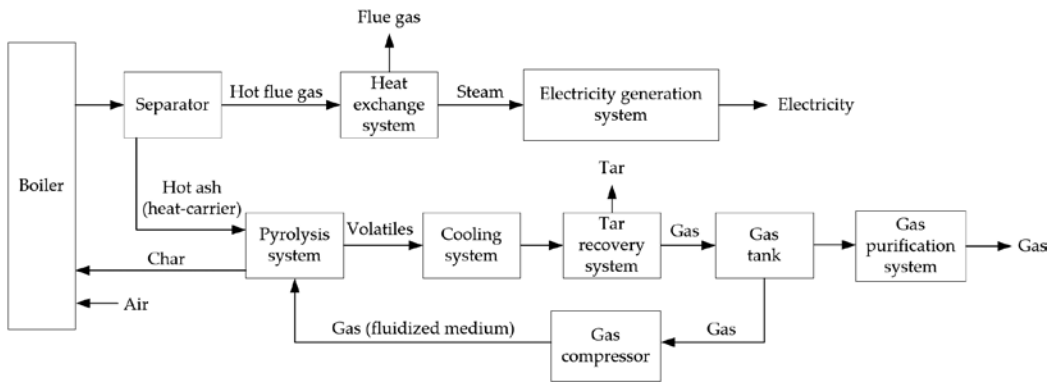 Flue gas
Boiler
Separator
Hot flue gas
Heat
exchange
system
Steam
Electricity generation
system
Electricity
Hot ash
(heat-carrier)
Tar
Pyrolysis
system
Volatiles
Cooling
system
Tar
recovery
system
Gas
Gas
tank
Gas
purification
system
Gas
Char
Air
Gas (fluidized medium)
Gas
compressor
Gas